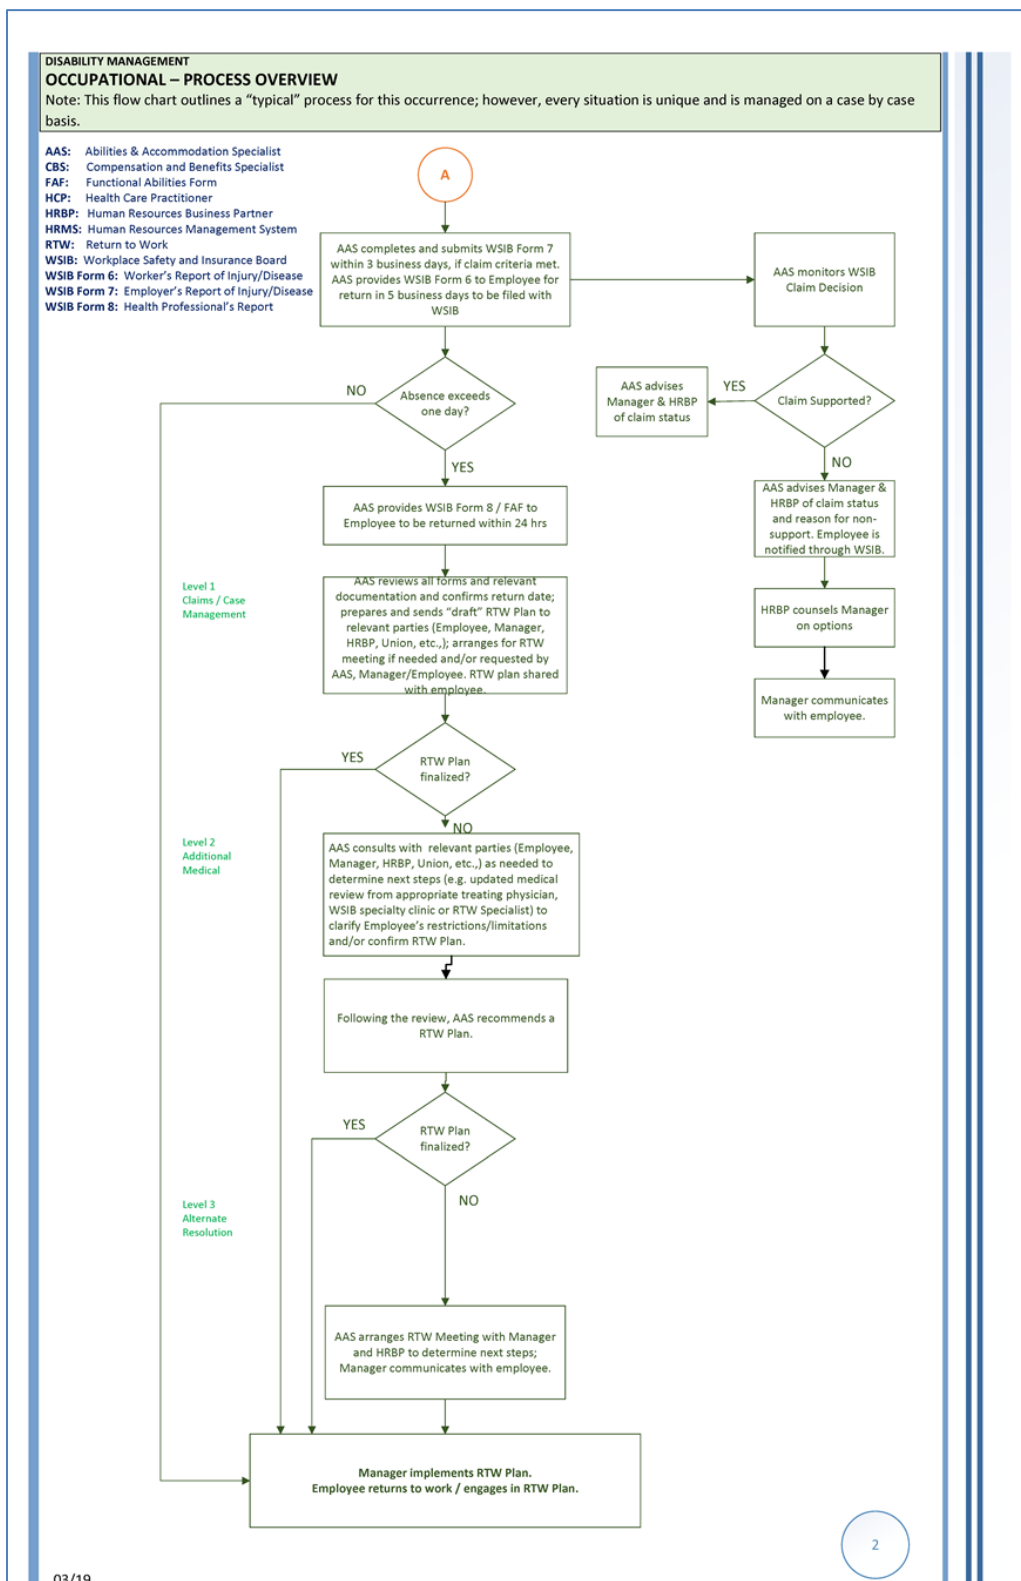 DISABILITY MANAGEMENT
OCCUPATIONAL – PROCESS OVERVIEW
Note: This flow chart outlines a “typical” process for this occurrence; however, every situation is unique and is managed on a case by case
basis.
AAS: Abilities & Accommodation Specialist
CBS: Compensation and Benefits Specialist
FAF: Functional Abilities Form
HCP: Health Care Practitioner
HRBP: Human Resources Business Partner
HRMS: Human Resources Management System
RTW: Return to Work
WSIB: Workplace Safety and Insurance Board
WSIB Form 6: Worker’s Report of Injury/Disease
WSIB Form 7: Employer’s Report of Injury/Disease
WSIB Form 8: Health Professional’s Report
A
AAS completes and submits WSIB Form 7
within 3 business days, if claim criteria met.
AAS provides WSIB Form 6 to Employee for
return in 5 business days to be filed with
WSIB
AAS monitors WSIB
Claim Decision
NO
Absence exceeds
one day?
YES
AAS advises
Manager & HRBP
of claim status
YES
Claim Supported?
NO
AAS provides WSIB Form 8 / FAF to
Employee to be returned within 24 hrs
AAS advises Manager &
HRBP of claim status
and reason for non-
support. Employee is
notified through WSIB.
Level 1
Claims / Case
Management
AAS reviews all forms and relevant
documentation and confirms return date;
prepares and sends “draft” RTW Plan to
relevant parties (Employee, Manager,
HRBP, Union, etc.,); arranges for RTW
meeting if needed and/or requested by
AAS, Manager/Employee. RTW plan shared
with employee.
HRBP counsels Manager
on options
Manager communicates
with employee.
YES
RTW Plan
finalized?
NO
Level 2
Additional
Medical
AAS consults with relevant parties (Employee,
Manager, HRBP, Union, etc.,) as needed to
determine next steps (e.g. updated medical
review from appropriate treating physician,
WSIB specialty clinic or RTW Specialist) to
clarify Employee’s restrictions/limitations
and/or confirm RTW Plan.
Following the review, AAS recommends a
RTW Plan.
YES
RTW Plan
finalized?
NO
Level 3
Alternate
Resolution
AAS arranges RTW Meeting with Manager
and HRBP to determine next steps;
Manager communicates with employee.
Manager implements RTW Plan.
Employee returns to work / engages in RTW Plan.
2
03/19